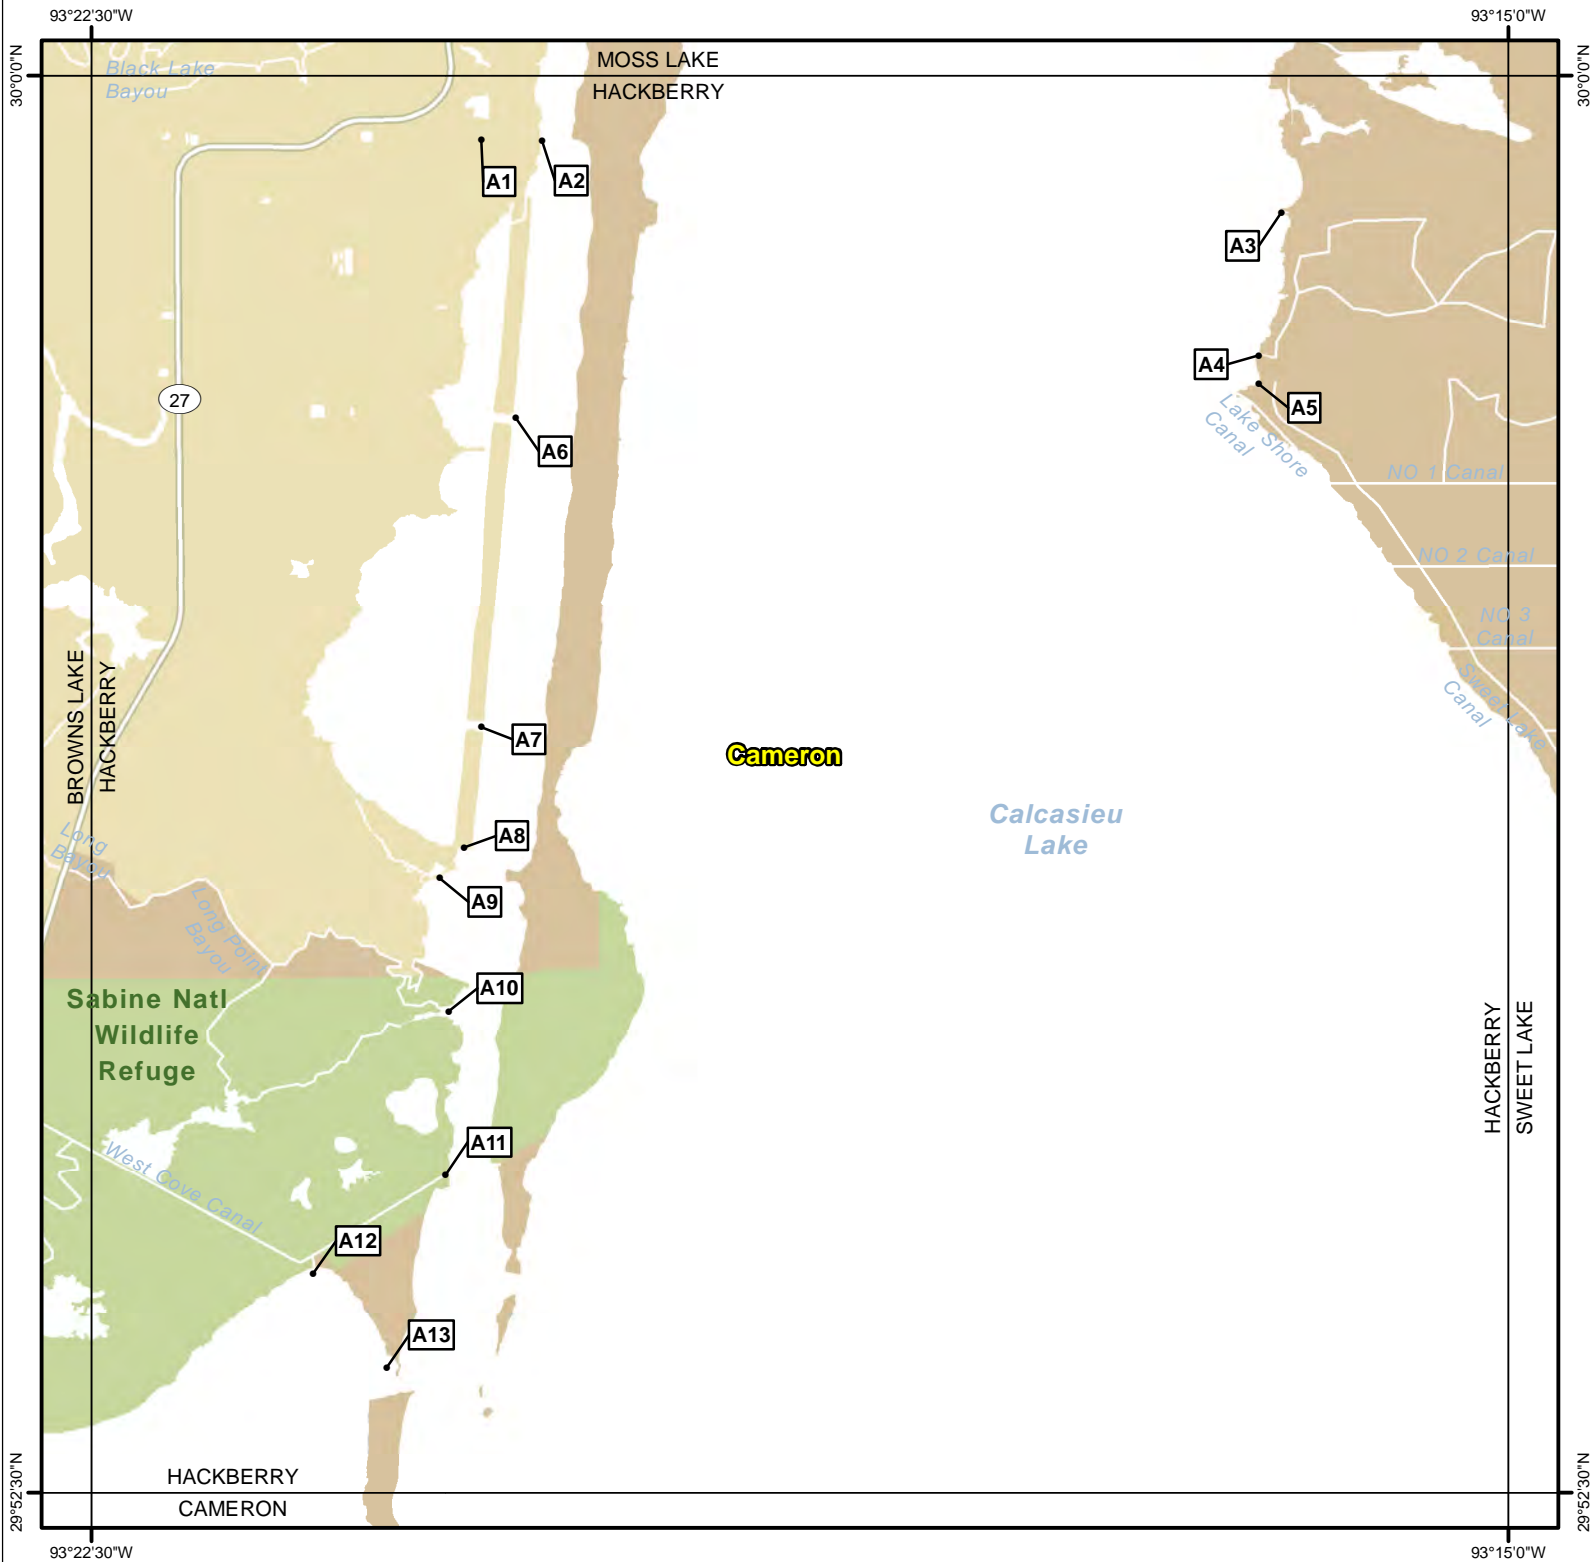 93°22'30"W
93°15'0"W
30°0'0"N
30°0'0"N
Black Lake
Bayou
MOSS LAKE
HACKBERRY
A1
A2
A3
A4
A5
27
Lake Shore
Canal
A6
NO 1 Canal
NO 2 Canal
NO 3
Canal
BROWNS LAKE
HACKBERRY
Sweet Lake
Canal
A7
Cameron
Calcasieu
Lake
A8
Long
Bayou
A9
Long Point
Bayou
A10
Sabine Natl
Wildlife
Refuge
HACKBERRY
SWEET LAKE
A11
West Cove Canal
A12
A13
HACKBERRY
CAMERON
29°52'30"N
29°52'30"N
93°22'30"W
93°15'0"W